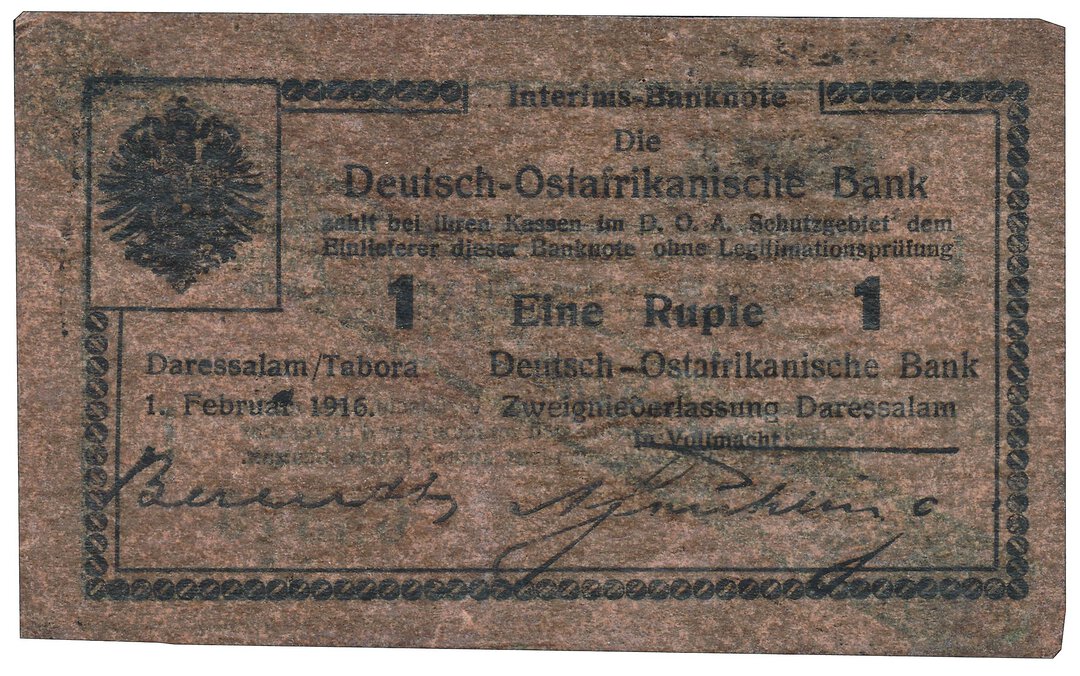 Interims-Banknote
Die
Deutsch-Ostafrikanische Bank
zahlt bei ihren Kassen im D. O. A. Schutzgebiet dem
Einlieferer dieser Banknote ohne Legitimationsprüfung
1 Eine Rupie 1
Daressalam/Tabora
1. Februar 1916.
Deutsch-Ostafrikanische Bank
Zweigniederlassung Daressalam
In Vollmacht